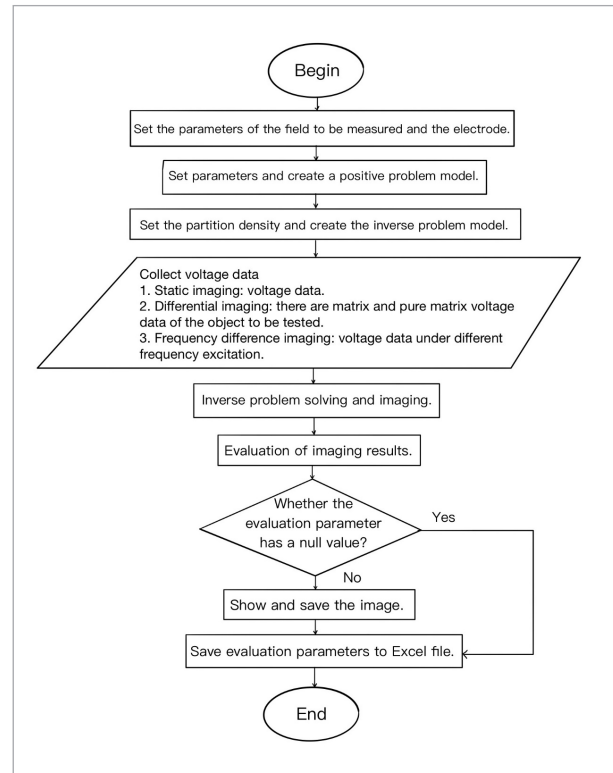 Begin
Set the parameters of the field to be measured and the electrode.
Set parameters and create a positive problem model.
Set the partition density and create the inverse problem model.
Collect voltage data
1. Static imaging: voltage data.
2. Differential imaging: there are matrix and pure matrix voltage
data of the object to be tested.
3. Frequency difference imaging: voltage data under different
frequency excitation.
Inverse problem solving and imaging.
Evaluation of imaging results.
Whether the
evaluation parameter
has a null value?
Yes
No
Show and save the image.
Save evaluation parameters to Excel file.
End